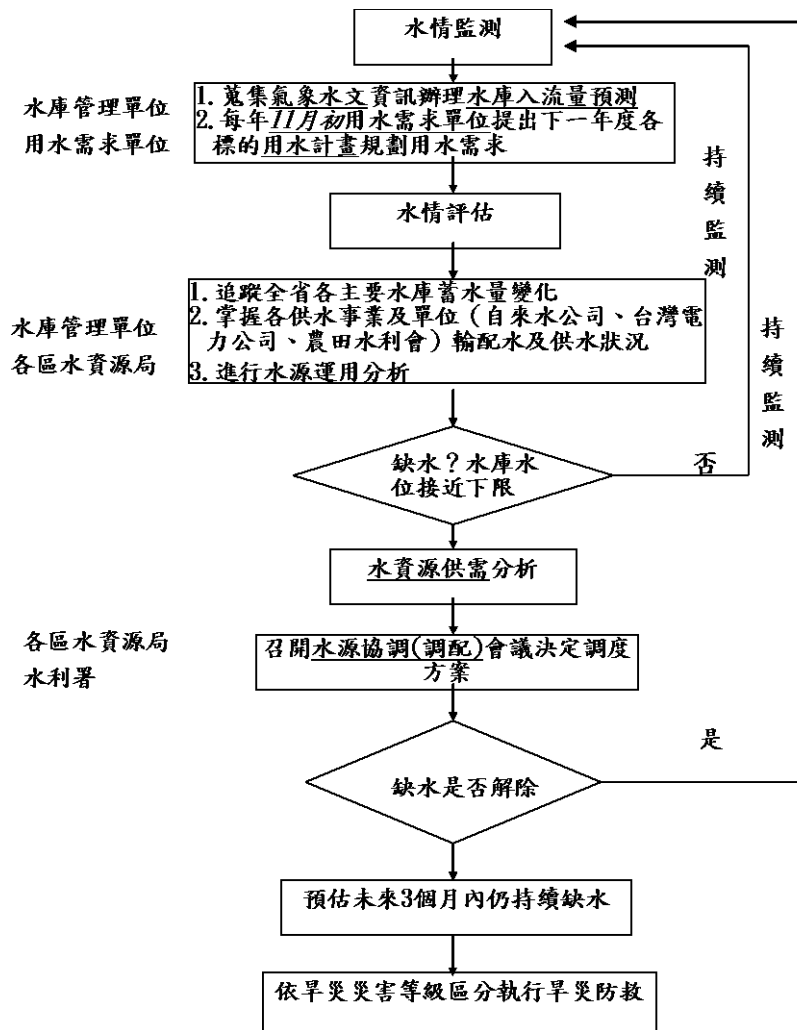 水情監測
水庫管理單位
用水需求單位
1. 蒐集氣象水文資訊辦理水庫入流量預測
2. 每年11月初用水需求單位提出下一年度各
標的用水計畫規劃用水需求
持續監測
水情評估
水庫管理單位
各區水資源局
1. 追蹤全省各主要水庫蓄水量變化
2. 掌握各供水事業及單位（自來水公司、台灣電
力公司、農田水利會）輸配水及供水狀況
3. 進行水源運用分析
持續監測
缺水？水庫水
位接近下限
否
水資源供需分析
各區水資源局
水利署
召開水源協調(調配)會議決定調度
方案
是
缺水是否解除
預估未來3個月內仍持續缺水
依旱災災害等級區分執行旱災防救